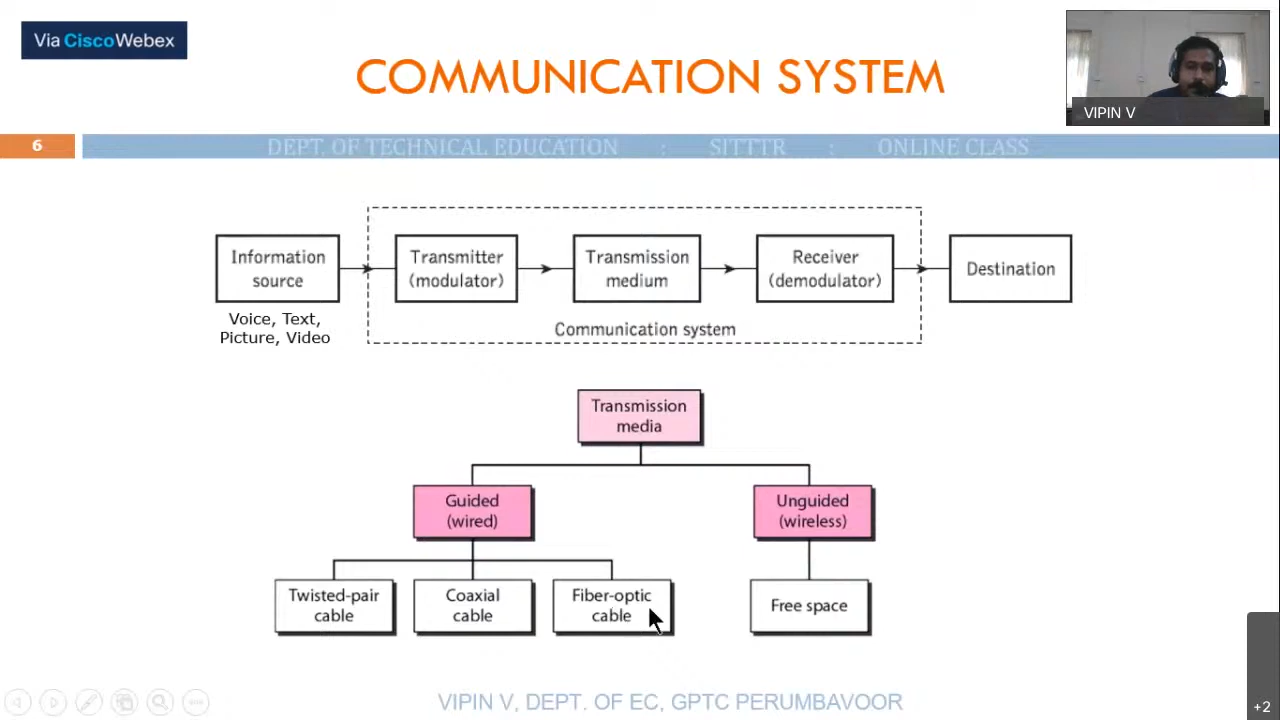 Via CiscoWebex
COMMUNICATION SYSTEM
VIPIN V
6
DEPT. OF TECHNICAL EDUCATION : SITTTR : ONLINE CLASS
Information
source
Transmitter
(modulator)
Transmission
medium
Receiver
(demodulator)
Destination
Voice, Text,
Picture, Video
Communication system
Transmission
media
Guided
(wired)
Unguided
(wireless)
Twisted-pair
cable
Coaxial
cable
Fiber-optic
cable
Free space
VIPIN V, DEPT. OF EC, GPTC PERUMBAVOOR
+2